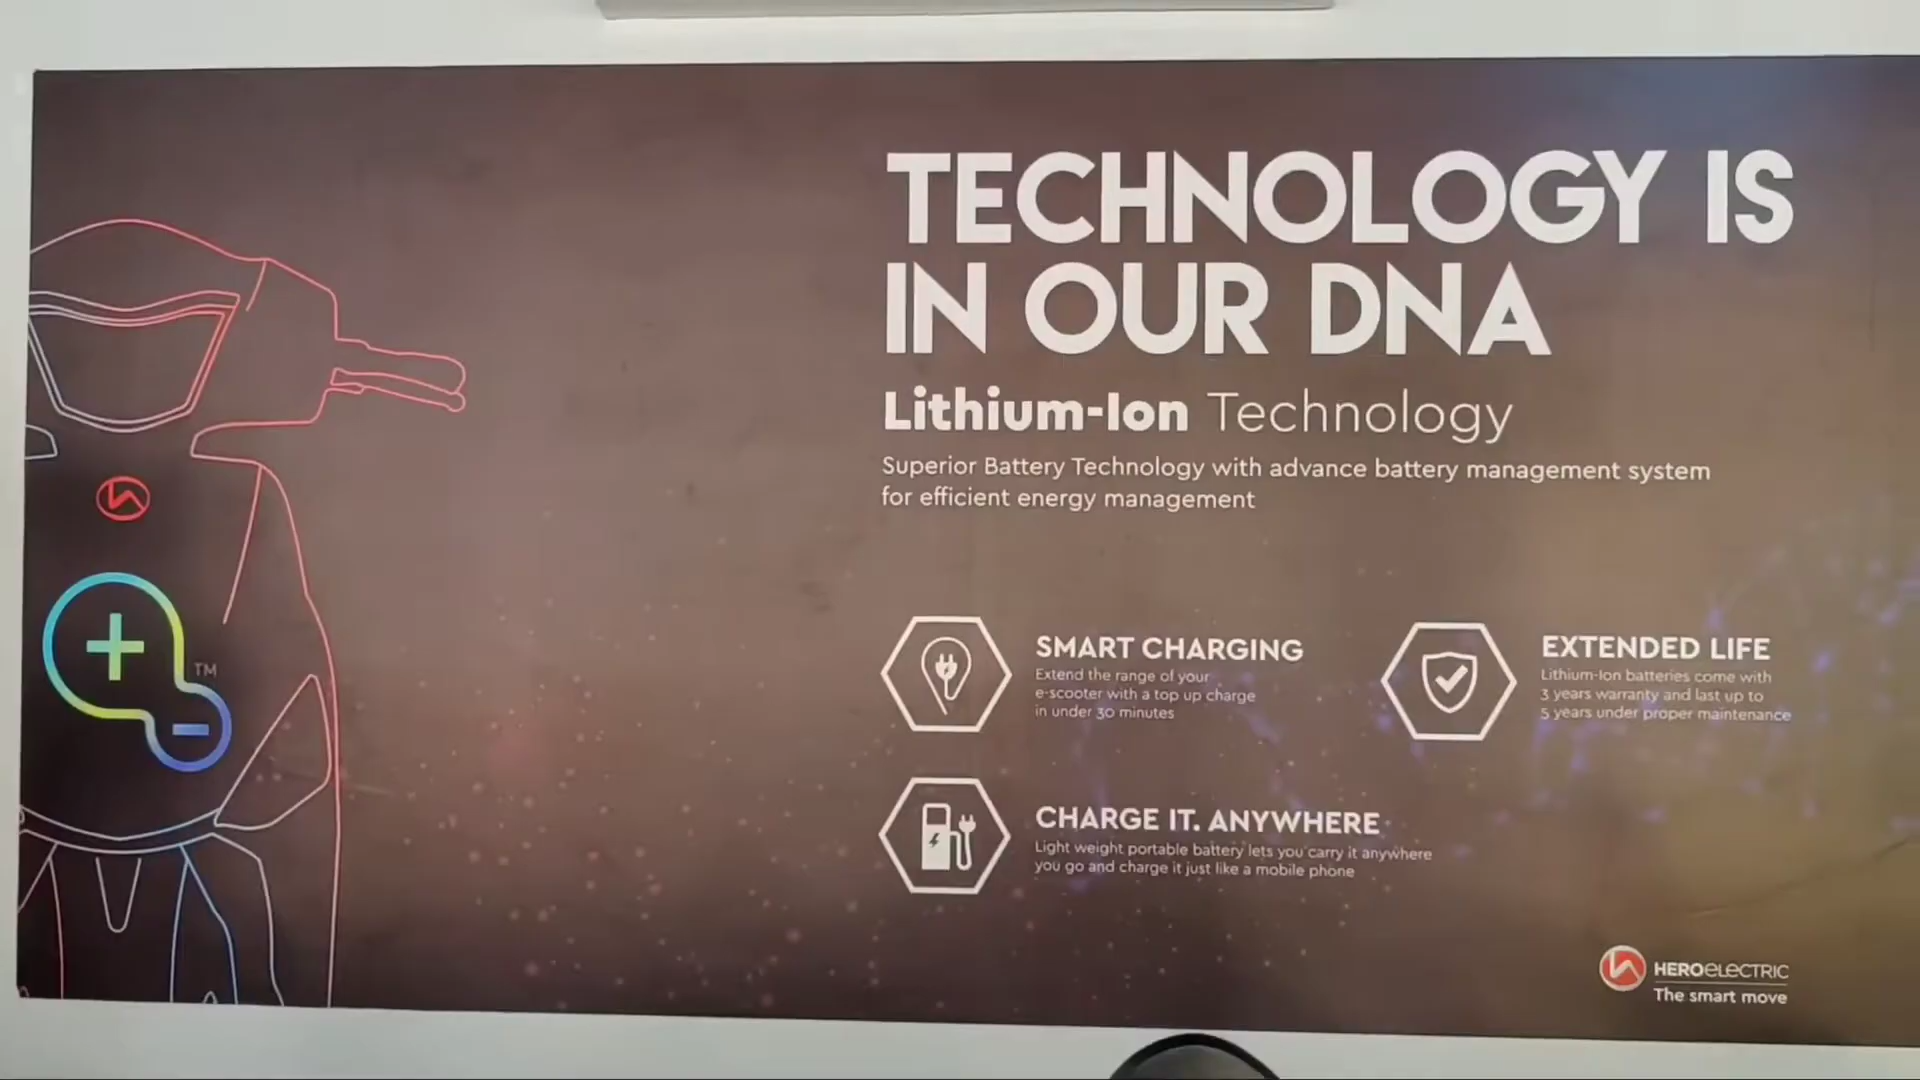 TECHNOLOGY IS
IN OUR DNA
Lithium-Ion Technology
Superior Battery Technology with advance battery management system
for efficient energy management
SMART CHARGING
Extend the range of your
e-scooter with a top up charge
in under 30 minutes
EXTENDED LIFE
Lithium-Ion batteries come with
3 years warranty and last up to
5 years under proper maintenance
CHARGE IT. ANYWHERE
Light weight portable battery lets you carry it anywhere
you go and charge it just like a mobile phone
TM
HEROELECTRIC
The smart move